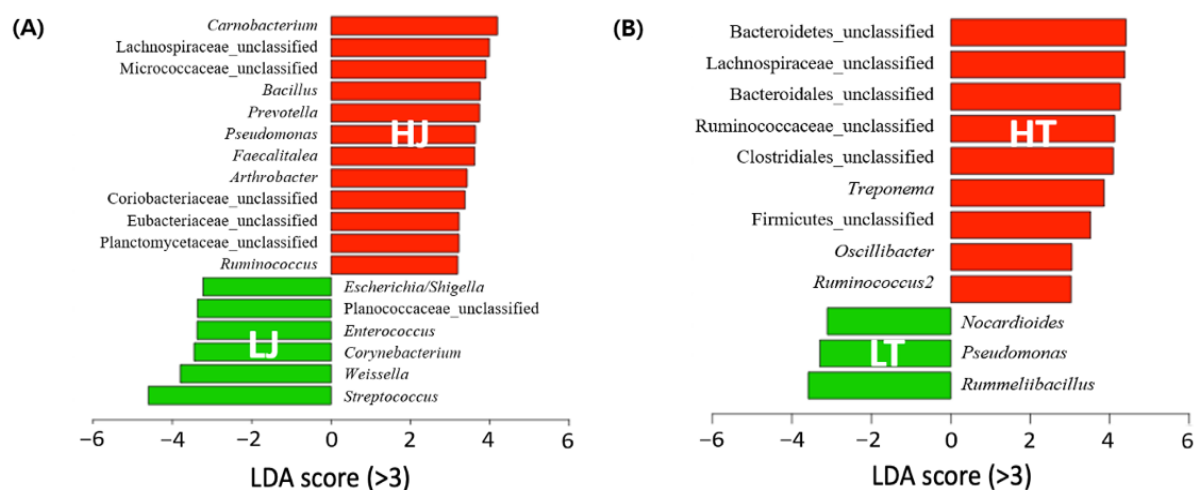 (A)
Carnobacterium
Lachnospiraceae_unclassified
Micrococcaceae_unclassified
Bacillus
Prevotella
Pseudomonas
Faecalitalea
Arthrobacter
Coriobacteriaceae_unclassified
Eubacteriaceae_unclassified
Planctomycetaceae_unclassified
Ruminococcus
HJ
Escherichia/Shigella
Planococcaceae_unclassified
Enterococcus
Corynebacterium
Weissella
Streptococcus
LJ
−6 −4 −2 0 2 4 6
LDA score (>3)
(B)
Bacteroidetes_unclassified
Lachnospiraceae_unclassified
Bacteroidales_unclassified
Ruminococcaceae_unclassified
Clostridiales_unclassified
Treponema
Firmicutes_unclassified
Oscillibacter
Ruminococcus2
HT
Nocardioides
Pseudomonas
Rummeliibacillus
LT
−6 −4 −2 0 2 4 6
LDA score (>3)